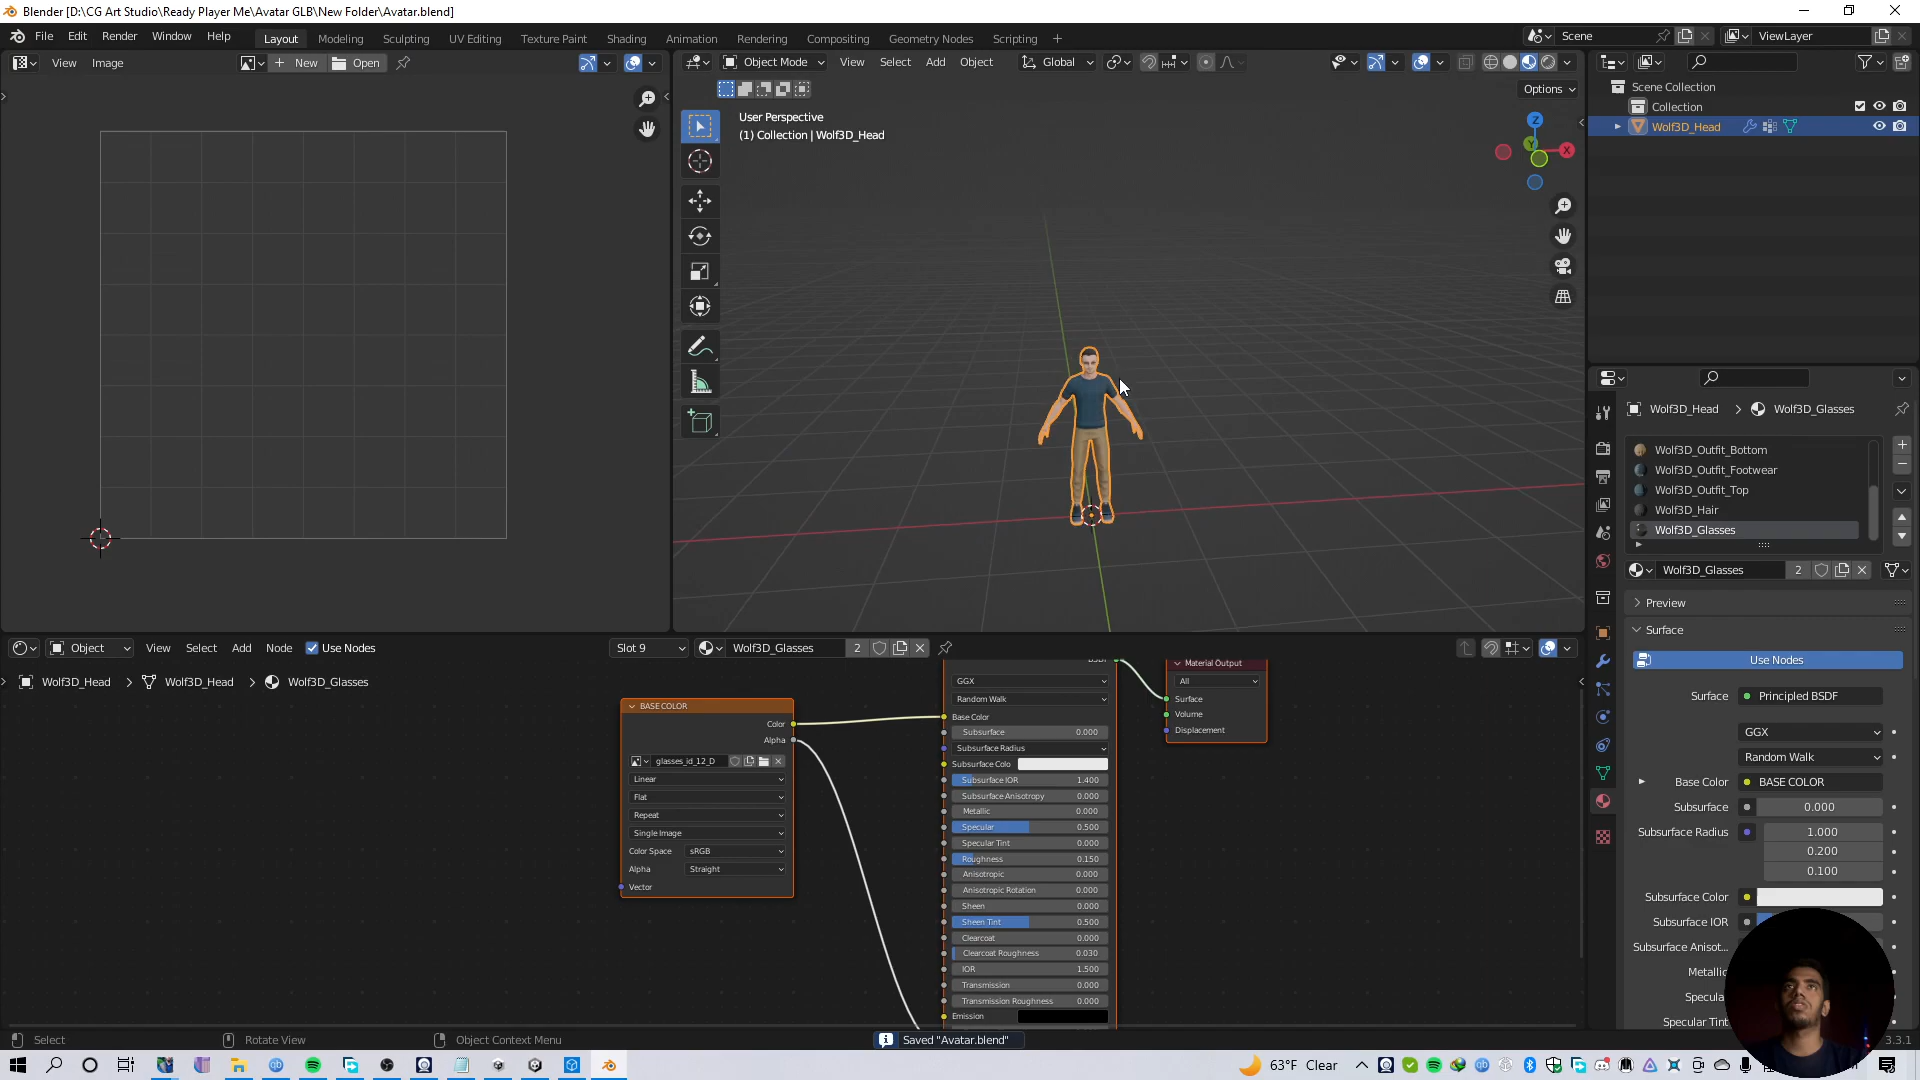 Blender [D:\CG Art Studio\Ready Player Me\Avatar GLB\New Folder\Avatar.blend]
File Edit Render Window Help Layout Modeling Sculpting UV Editing Texture Paint Shading Animation Rendering Compositing Geometry Nodes Scripting Scene ViewLayer
View Image New Open Object Mode View Select Add Object Global
Options
User Perspective
(1) Collection | Wolf3D_Head
Z
Y
X
Scene Collection
Collection
Wolf3D_Head
Wolf3D_Head Wolf3D_Glasses
Wolf3D_Outfit_Bottom
Wolf3D_Outfit_Footwear
Wolf3D_Outfit_Top
Wolf3D_Hair
Wolf3D_Glasses
Wolf3D_Glasses 2
Preview
Surface
Use Nodes
Surface Principled BSDF
GGX
Random Walk
Base Color BASE COLOR
Subsurface 0.000
Subsurface Radius 1.000
0.200
0.100
Subsurface Color
Subsurface IOR
Subsurface Anisot..
Metallic
Specular
Specular Tint
Object View Select Add Node Use Nodes Slot 9 Wolf3D_Glasses 2
Wolf3D_Head Wolf3D_Head Wolf3D_Glasses
BASE COLOR
Color
Alpha
glasses_id_12_D
Linear
Flat
Repeat
Single Image
Color Space sRGB
Alpha Straight
Vector
BSDF
GGX
Random Walk
Base Color
Subsurface 0.000
Subsurface Radius
Subsurface Colo
Subsurface IOR 1.400
Subsurface Anisotropy 0.000
Metallic 0.000
Specular 0.500
Specular Tint 0.000
Roughness 0.150
Anisotropic 0.000
Anisotropic Rotation 0.000
Sheen 0.000
Sheen Tint 0.500
Clearcoat 0.000
Clearcoat Roughness 0.030
IOR 1.500
Transmission 0.000
Transmission Roughness 0.000
Emission
Material Output
All
Surface
Volume
Displacement
Select Rotate View Object Context Menu Saved "Avatar.blend" 3.3.1
63°F Clear